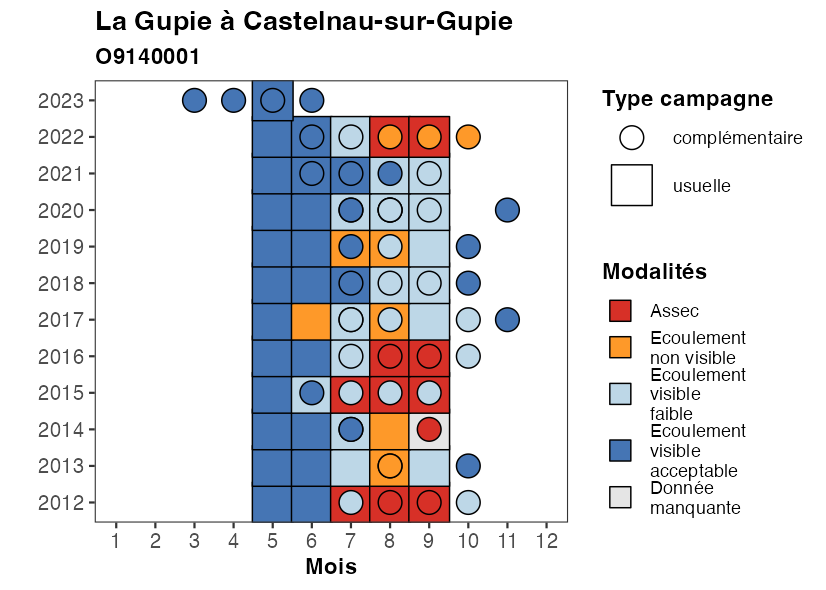 La Gupie à Castelnau-sur-Gupie
O9140001
2023
2022
2021
2020
2019
2018
2017
2016
2015
2014
2013
2012
1 2 3 4 5 6 7 8 9 10 11 12
Mois
Type campagne
complémentaire
usuelle
Modalités
Assec
Ecoulement
non visible
Ecoulement
visible
faible
Ecoulement
visible
acceptable
Donnée
manquante